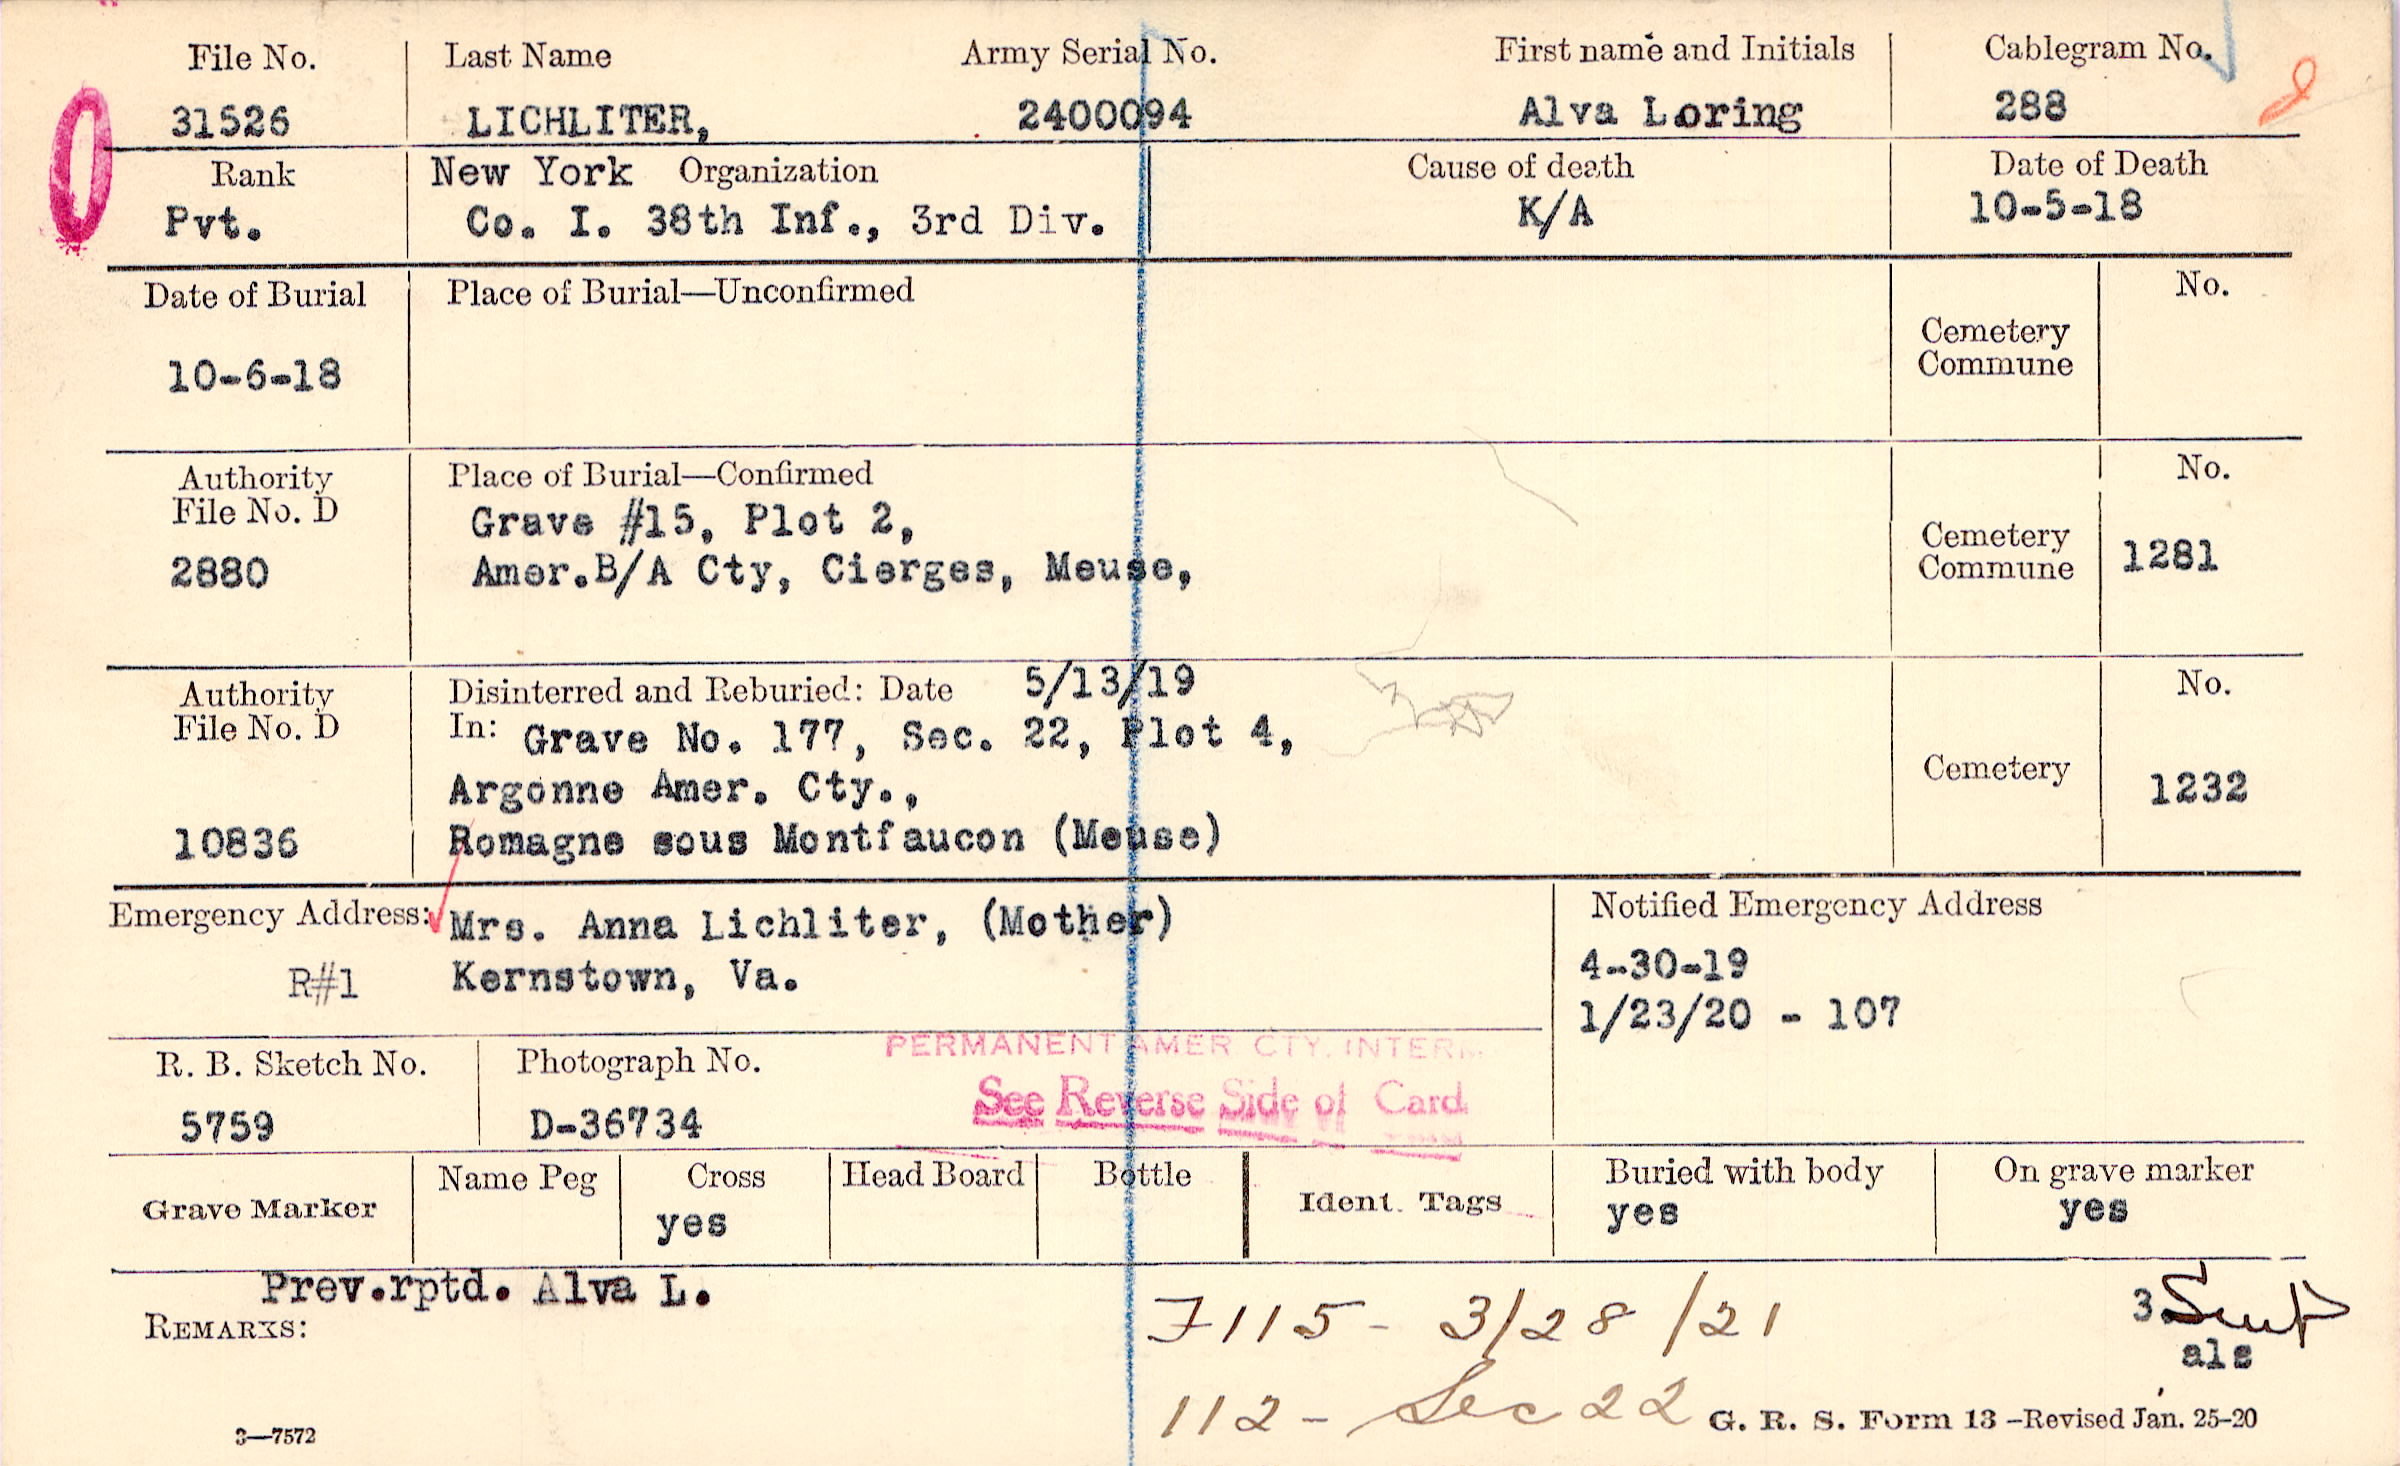 File No. Last Name Army Serial No. First name and Initials Cablegram No.
31526 LICHLITER, 2400094 Alva Loring 288
Rank New York Organization Cause of death Date of Death
Pvt. Co. I. 38th Inf., 3rd Div. K/A 10-5-18
Date of Burial Place of Burial—Unconfirmed No.
Cemetery
Commune
10-6-18
Authority Place of Burial—Confirmed No.
File No. D Grave #15, Plot 2,
Cemetery
2880 Amer.B/A Cty, Cierges, Meuse, Commune 1281
Authority Disinterred and Reburied: Date 5/13/19 No.
File No. D In: Grave No. 177, Sec. 22, Plot 4,
Argonne Amer. Cty., Cemetery 1232
10836 Romagne sous Montfaucon (Meuse)
Emergency Address: Mrs. Anna Lichliter, (Mother) Notified Emergency Address
R#1 Kernstown, Va. 4-30-19
1/23/20 - 107
PERMANENT AMER CTY. INTERM
R. B. Sketch No. Photograph No. See Reverse Side of Card
5759 D-36734
Grave Marker Name Peg Cross Head Board Bottle Ident. Tags Buried with body On grave marker
yes yes yes
Prev.rptd. Alva L.
REMARKS: 7115 - 3/28/21 3
als
112 - Sec 22 G. R. S. Form 13 –Revised Jan. 25-20
3—7572